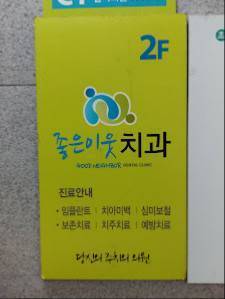 2F
좋은이웃 치과
GOOD NEIGHBOR DENTAL CLINIC
진료안내
• 임플란트 | 치아미백 | 심미보철
• 보존치료 | 치주치료 | 예방치료
당신의 주치의 의원